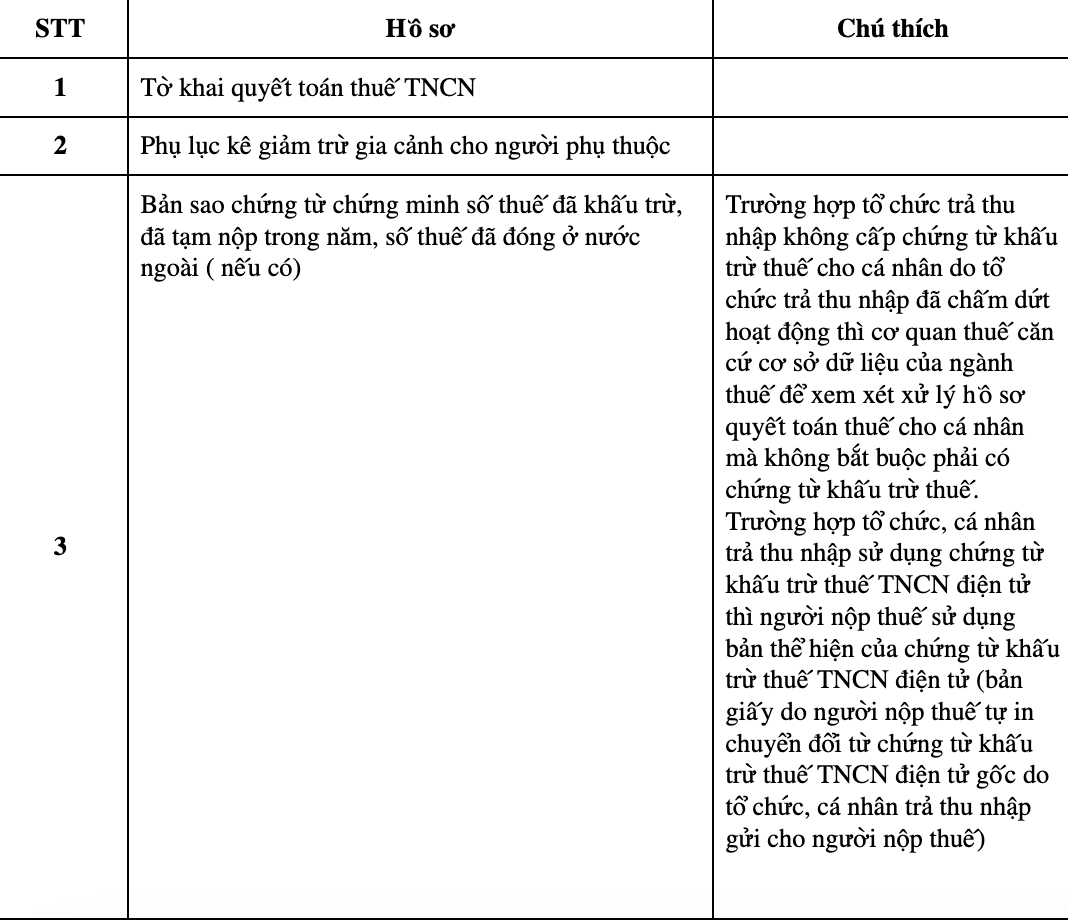 STT
Hồ sơ
Chú thích
1
Tờ khai quyết toán thuế TNCN
2
Phụ lục kê giảm trừ gia cảnh cho người phụ thuộc
3
Bản sao chứng từ chứng minh số thuế đã khấu trừ,
đã tạm nộp trong năm, số thuế đã đóng ở nước
ngoài ( nếu có)
Trường hợp tổ chức trả thu
nhập không cấp chứng từ khấu
trừ thuế cho cá nhân do tổ
chức trả thu nhập đã chấm dứt
hoạt động thì cơ quan thuế căn
cứ cơ sở dữ liệu của ngành
thuế để xem xét xử lý hồ sơ
quyết toán thuế cho cá nhân
mà không bắt buộc phải có
chứng từ khấu trừ thuế.
Trường hợp tổ chức, cá nhân
trả thu nhập sử dụng chứng từ
khấu trừ thuế TNCN điện tử
thì người nộp thuế sử dụng
bản thể hiện của chứng từ khấu
trừ thuế TNCN điện tử (bản
giấy do người nộp thuế tự in
chuyển đổi từ chứng từ khấu
trừ thuế TNCN điện tử gốc do
tổ chức, cá nhân trả thu nhập
gửi cho người nộp thuế)